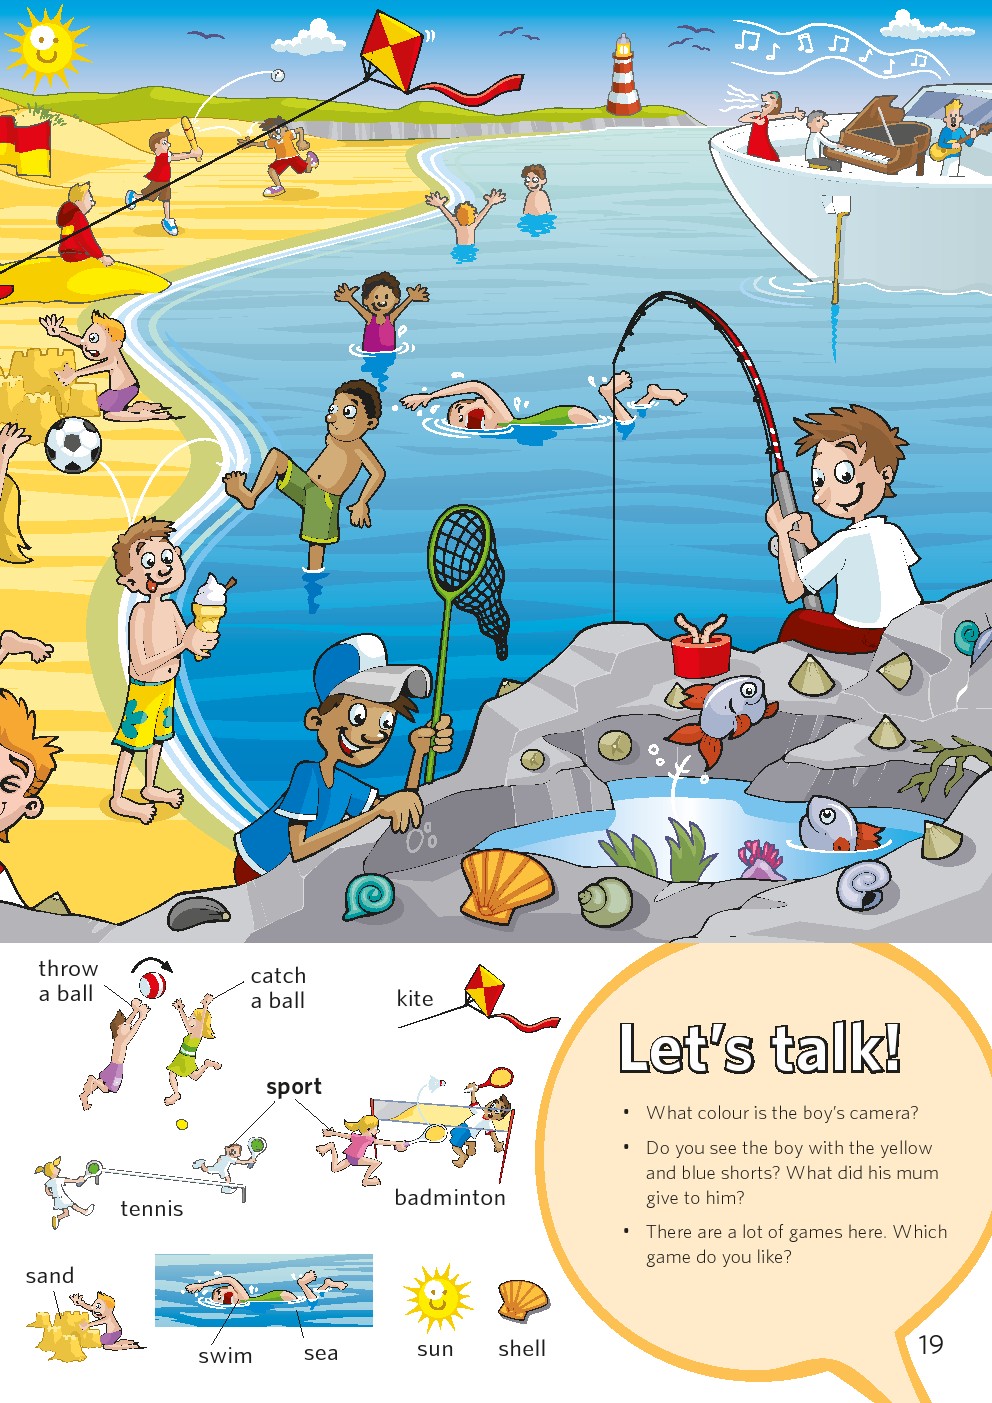 throw
a ball
catch
a ball
kite
sport
tennis
badminton
sand
swim
sea
sun
shell
Let's talk!
• What colour is the boy's camera?
• Do you see the boy with the yellow
and blue shorts? What did his mum
give to him?
• There are a lot of games here. Which
game do you like?
19